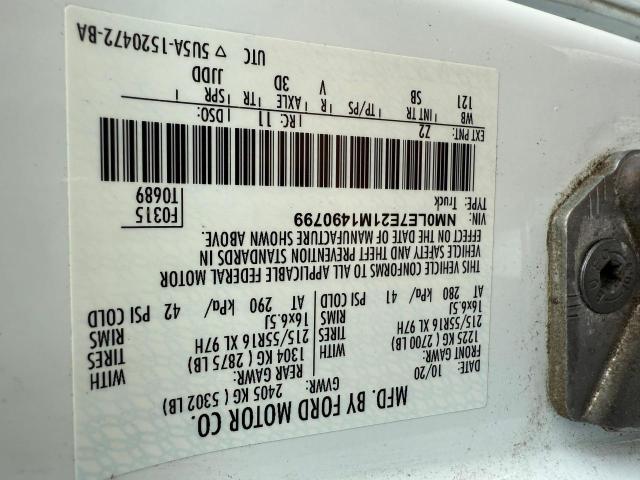 MFD. BY FORD MOTOR CO.
DATE: 10/20 GVWR: 2405 KG ( 5302 LB)
FRONT GAWR: REAR GAWR:
1225 KG ( 2700 LB) 1304 KG ( 2875 LB) WITH
215/55R16 XL 97H 215/55R16 XL 97H TIRES
16x6.5J 16x6.5J RIMS
AT 280 kPa/ 41 PSI COLD AT 290 kPa/ 42 PSI COLD
THIS VEHICLE CONFORMS TO ALL APPLICABLE FEDERAL MOTOR
VEHICLE SAFETY AND THEFT PREVENTION STANDARDS IN
EFFECT ON THE DATE OF MANUFACTURE SHOWN ABOVE.
VIN: NM0LE7E21M1490799 F0315
TYPE: Truck T0689
EXT PNT: Z2 RC: 11 DSO:
WB INT TR TP/PS R AXLE TR SPR
121 SB V 3D JJDD
UTC ▽ 5U5A-1520472-BA